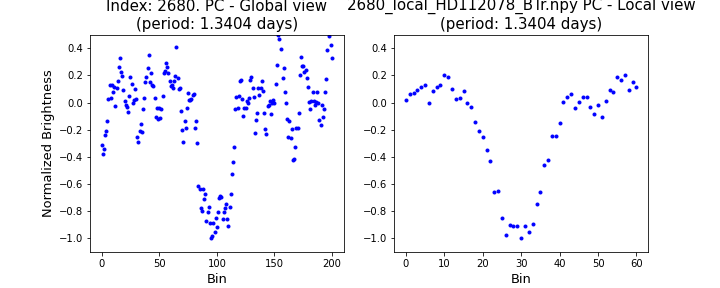 Index: 2680. PC - Global view
(period: 1.3404 days)
2680_local_HD112078_BTr.npy PC - Local view
(period: 1.3404 days)
Normalized Brightness
0.4
0.2
0.0
−0.2
−0.4
−0.6
−0.8
−1.0
0 50 100 150 200
Bin
0.4
0.2
0.0
−0.2
−0.4
−0.6
−0.8
−1.0
0 10 20 30 40 50 60
Bin